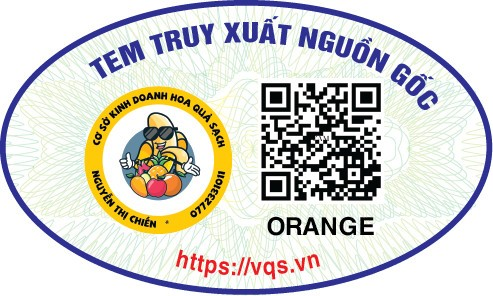 TEM TRUY XUẤT NGUỒN GỐC
CƠ SỞ KINH DOANH HOA QUẢ SẠCH
NGUYỄN THỊ CHIẾN * 0772331011
ORANGE
https://vqs.vn